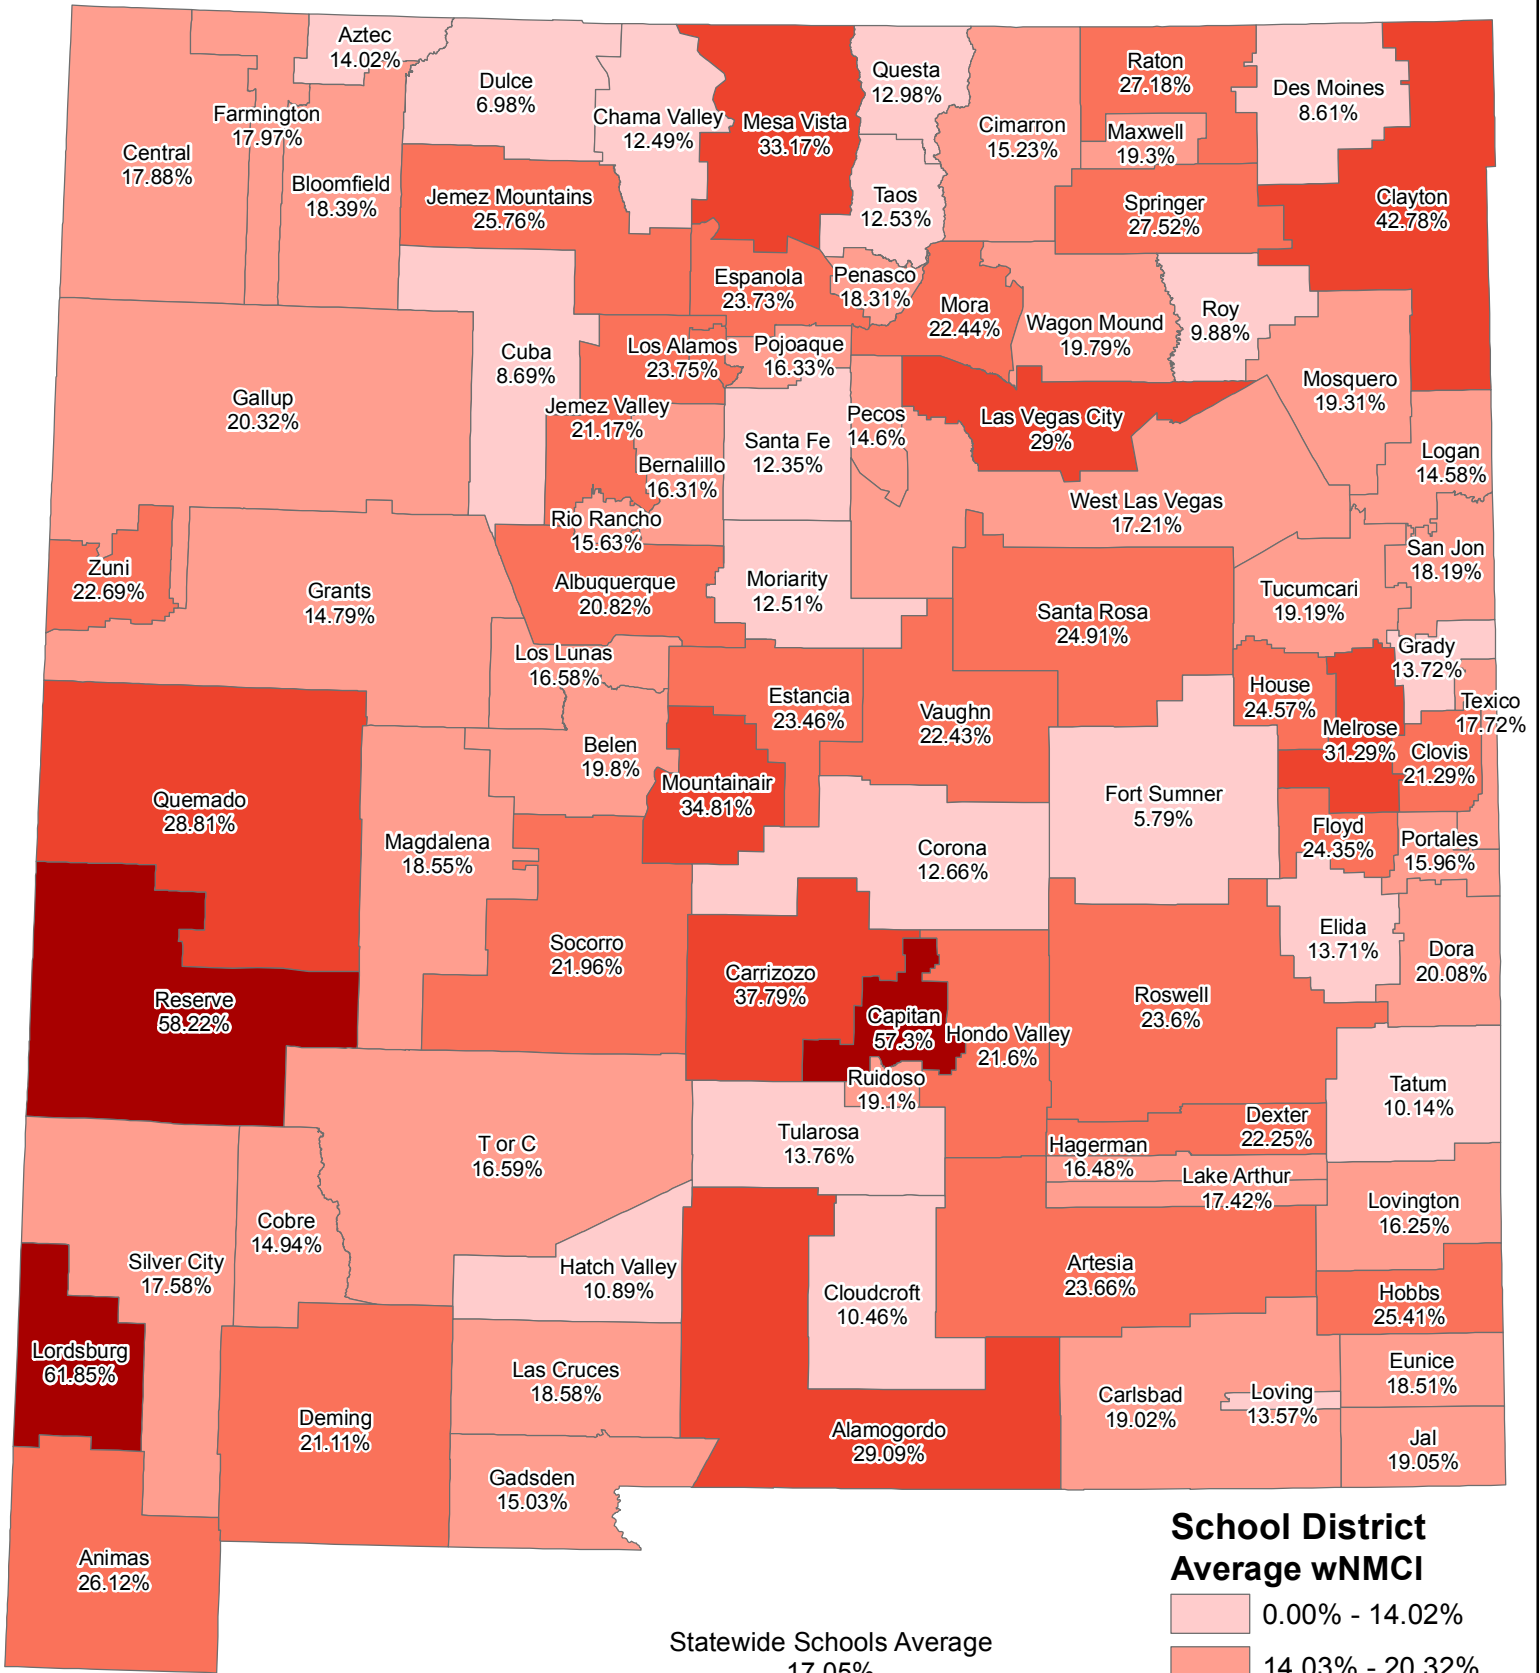 Aztec
14.02%
Dulce
6.98%
Chama Valley
12.49%
Mesa Vista
33.17%
Questa
12.98%
Cimarron
15.23%
Raton
27.18%
Maxwell
19.3%
Des Moines
8.61%
Clayton
42.78%
Farmington
17.97%
Central
17.88%
Bloomfield
18.39%
Jemez Mountains
25.76%
Taos
12.53%
Springer
27.52%
Espanola
23.73%
Penasco
18.31%
Mora
22.44%
Wagon Mound
19.79%
Roy
9.88%
Cuba
8.69%
Los Alamos
23.75%
Pojoaque
16.33%
Mosquero
19.31%
Gallup
20.32%
Jemez Valley
21.17%
Santa Fe
12.35%
Pecos
14.6%
Las Vegas City
29%
Logan
14.58%
Bernalillo
16.31%
West Las Vegas
17.21%
Rio Rancho
15.63%
San Jon
18.19%
Zuni
22.69%
Grants
14.79%
Albuquerque
20.82%
Moriarity
12.51%
Santa Rosa
24.91%
Tucumcari
19.19%
Los Lunas
16.58%
Grady
13.72%
Estancia
23.46%
Vaughn
22.43%
House
24.57%
Texico
17.72%
Melrose
31.29%
Clovis
21.29%
Belen
19.8%
Mountainair
34.81%
Quemado
28.81%
Fort Sumner
5.79%
Magdalena
18.55%
Corona
12.66%
Floyd
24.35%
Portales
15.96%
Socorro
21.96%
Carrizozo
37.79%
Elida
13.71%
Dora
20.08%
Reserve
58.22%
Capitan
57.3%
Hondo Valley
21.6%
Roswell
23.6%
Ruidoso
19.1%
Tatum
10.14%
T or C
16.59%
Tularosa
13.76%
Dexter
22.25%
Hagerman
16.48%
Lake Arthur
17.42%
Lovington
16.25%
Cobre
14.94%
Silver City
17.58%
Hatch Valley
10.89%
Cloudcroft
10.46%
Artesia
23.66%
Hobbs
25.41%
Lordsburg
61.85%
Las Cruces
18.58%
Eunice
18.51%
Carlsbad
19.02%
Loving
13.57%
Deming
21.11%
Alamogordo
29.09%
Jal
19.05%
Gadsden
15.03%
Animas
26.12%
School District
Average wNMCI
0.00% - 14.02%
14.03% - 20.32%
Statewide Schools Average
17.05%